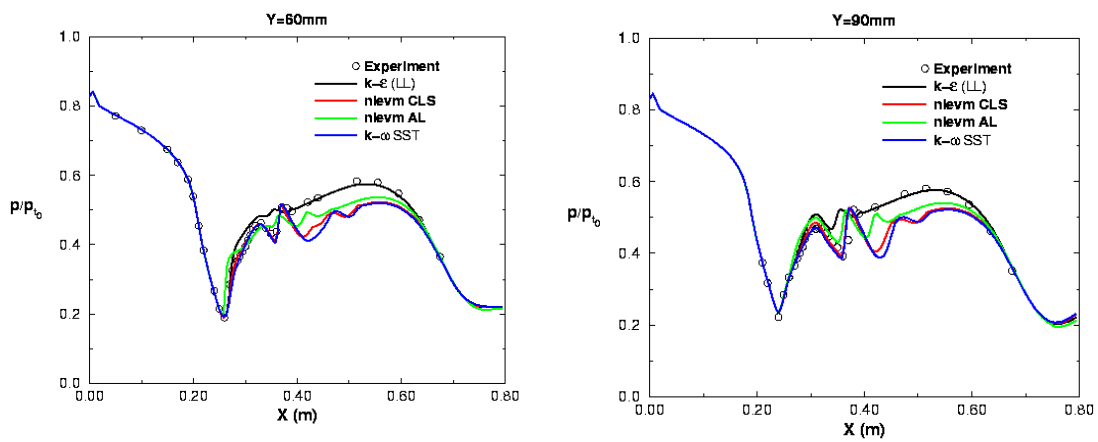 Y=60mm
1.0
0.8
0.6
p/pt0
0.4
0.2
0.0
0.00 0.20 0.40 0.60 0.80
X (m)
Experiment
k-ε (LL)
nlevm CLS
nlevm AL
k-ω SST
Y=90mm
1.0
0.8
0.6
p/pt0
0.4
0.2
0.0
0.00 0.20 0.40 0.60 0.80
X (m)
Experiment
k-ε (LL)
nlevm CLS
nlevm AL
k-ω SST